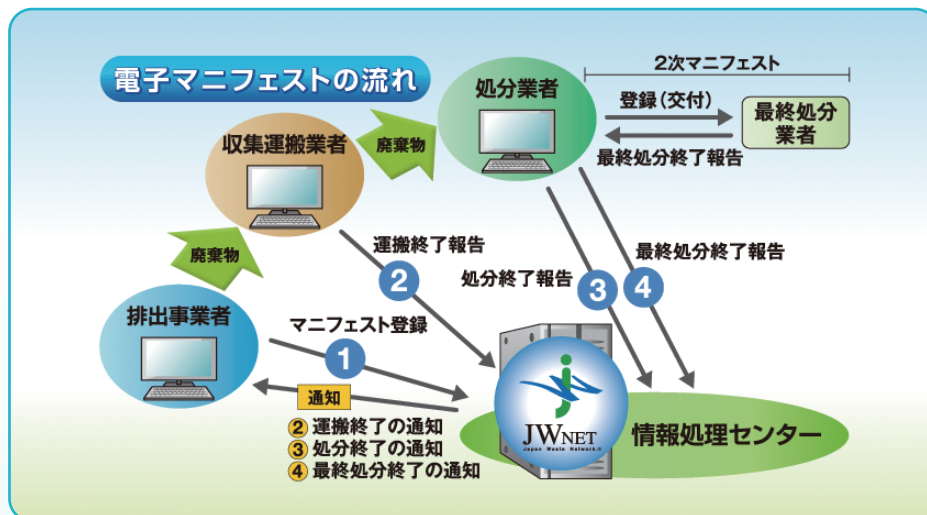 電子マニフェストの流れ
2次マニフェスト
処分業者
登録（交付）
最終処分
業者
最終処分終了報告
収集運搬業者
廃棄物
廃棄物
運搬終了報告
2
処分終了報告
3
最終処分終了報告
4
排出事業者
マニフェスト登録
1
通知
②運搬終了の通知
③処分終了の通知
④最終処分終了の通知
JWNET
Japan Waste Network
情報処理センター